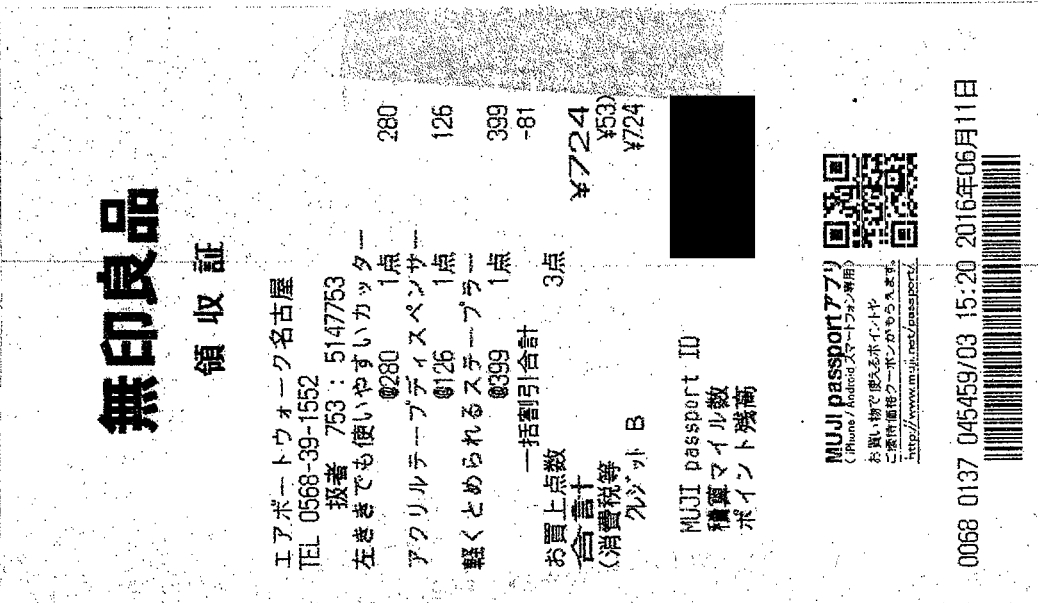 無印良品
領収証
エアポートウォーク名古屋
TEL 0568-39-1552
扱者 753 : 5147753
左ききでも使いやすいカッター
@280 1点 280
アクリルテープディスペンサー
@126 1点 126
軽くとめられるステープラー
@399 1点 399
一括割引合計 -81
お買上点数 3点
合計 ¥724
(消費税等 ¥53)
クレジット B ¥724
MUJI passport ID
積算マイル数
ポイント残高
MUJI passportアプリ
(iPhone / Android スマートフォン専用)
お買い物で使えるポイントや
ご優待価格クーポンがもらえます。
http://www.muji.net/passport/
0068 0137 045459/03 15:20 2016年06月11日